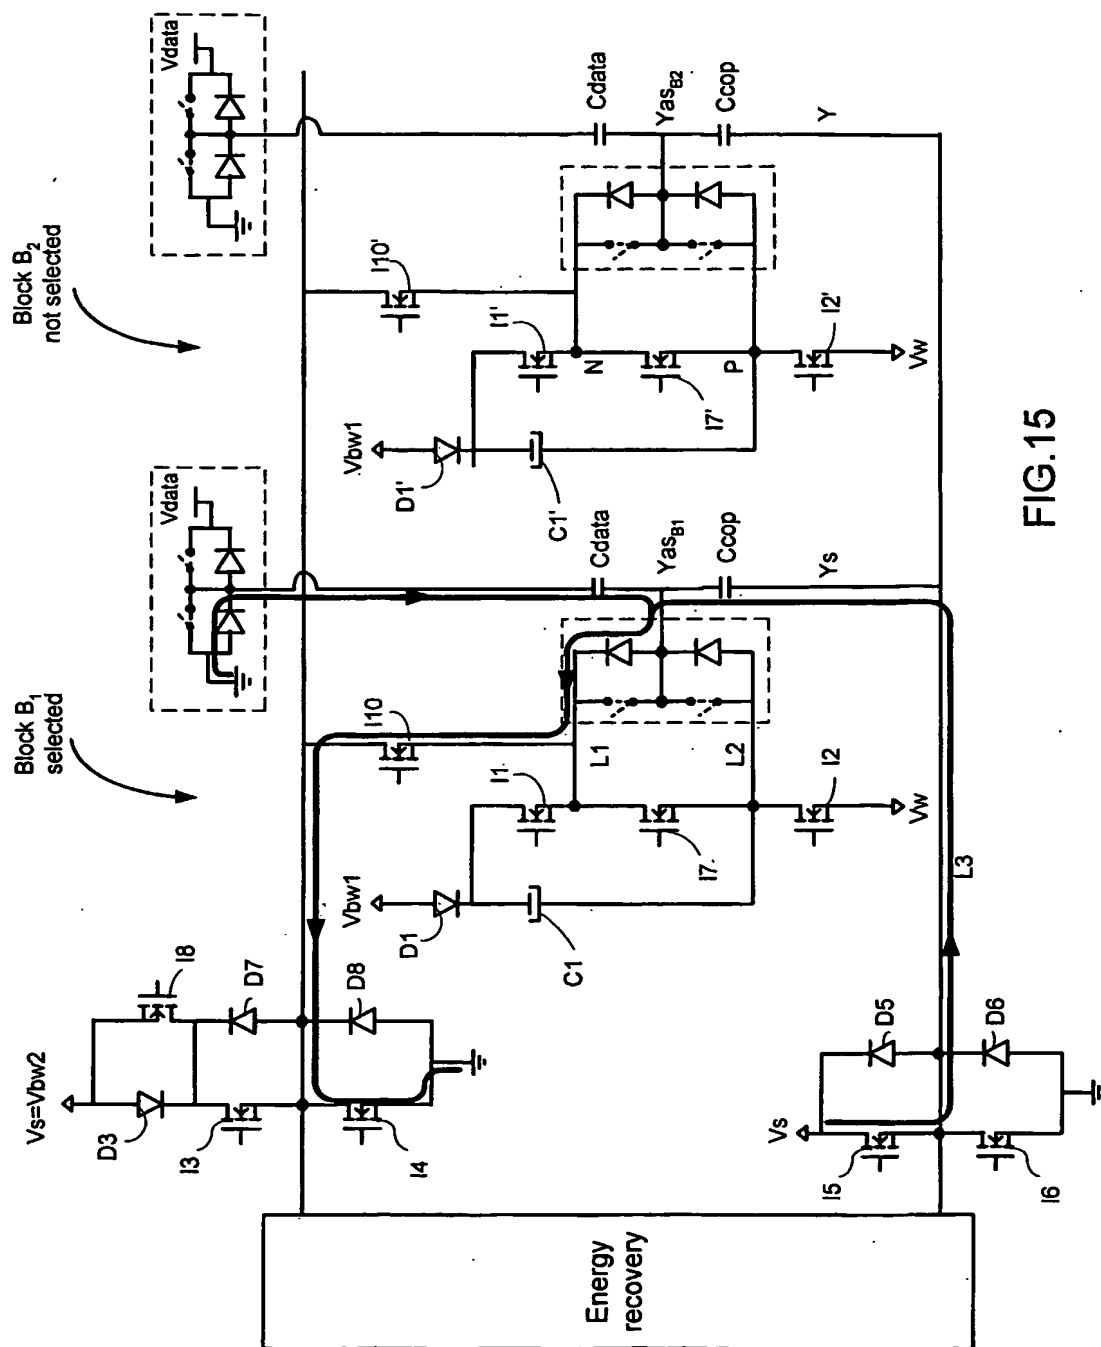 Block B2
not selected
Vdata
Cdata
YasB2
Ccop
Y
I10'
I1'
N
P
I7'
I2'
Vw
Vbw1
D1'
C1'
Block B1
selected
Vdata
Cdata
YasB1
Ccop
Ys
I10
L1
L2
I1
I7
I2
Vw
Vbw1
D1
C1
L3
Vs=Vbw2
I8
D7
D8
D3
I3
I4
Vs
D5
D6
I5
I6
Energy
recovery
FIG.15